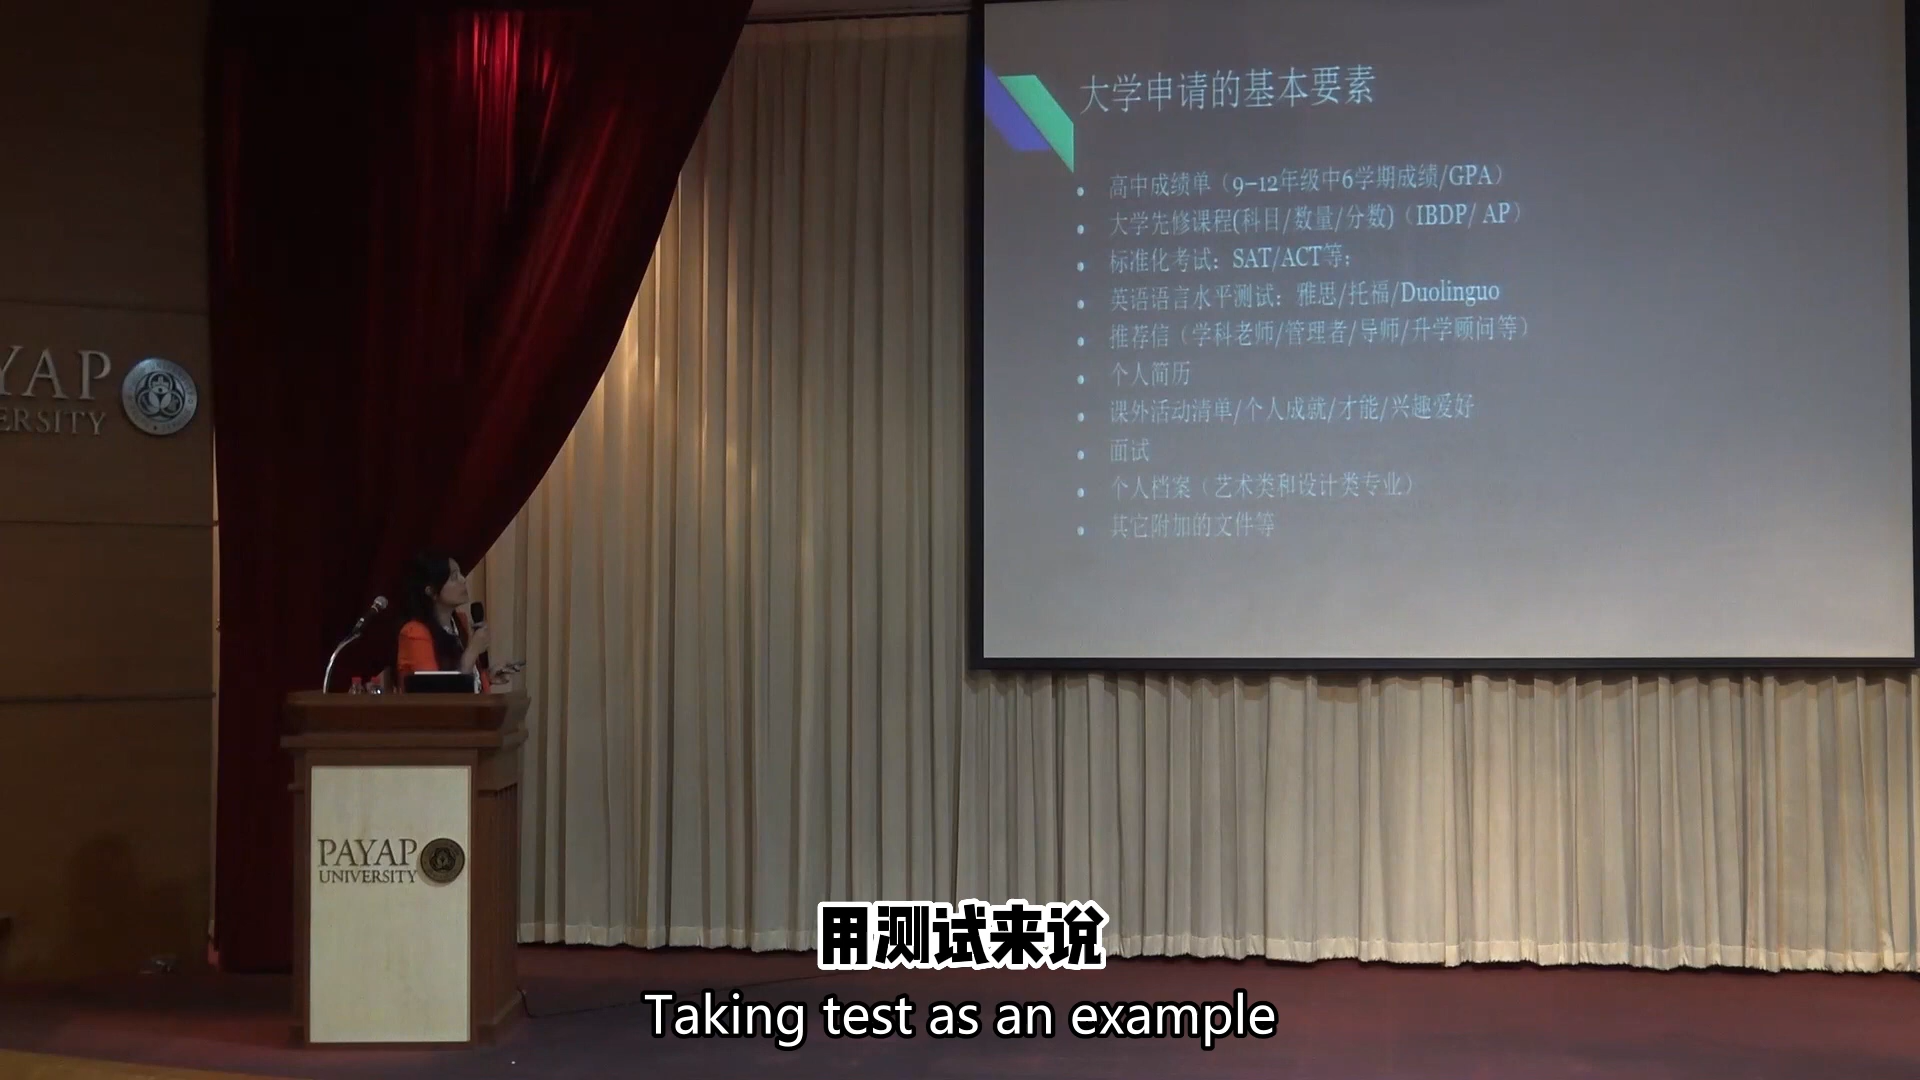 大学申请的基本要素
高中成绩单（9–12年级中6学期成绩/GPA）
大学先修课程(科目/数量/分数)（IBDP/ AP）
标准化考试：SAT/ACT等；
英语语言水平测试：雅思/托福/Duolinguo
推荐信（学科老师/管理者/导师/升学顾问等）
个人简历
课外活动清单/个人成就/才能/兴趣爱好
面试
个人档案（艺术类和设计类专业）
其它附加的文件等
YAP
ERSITY
PAYAP
UNIVERSITY
用测试来说
Taking test as an example